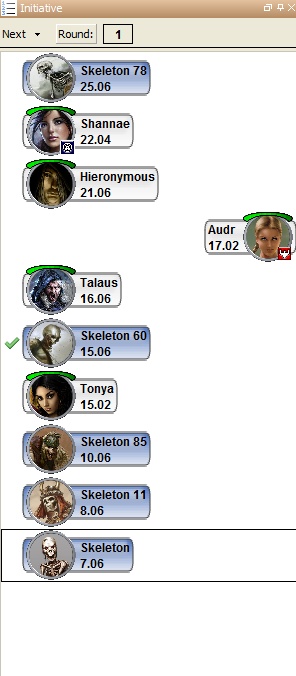 Initiative
Next Round: 1
Skeleton 78
25.06
Shannae
22.04
Hieronymous
21.06
Audr
17.02
Talaus
16.06
Skeleton 60
15.06
Tonya
15.02
Skeleton 85
10.06
Skeleton 11
8.06
Skeleton
7.06